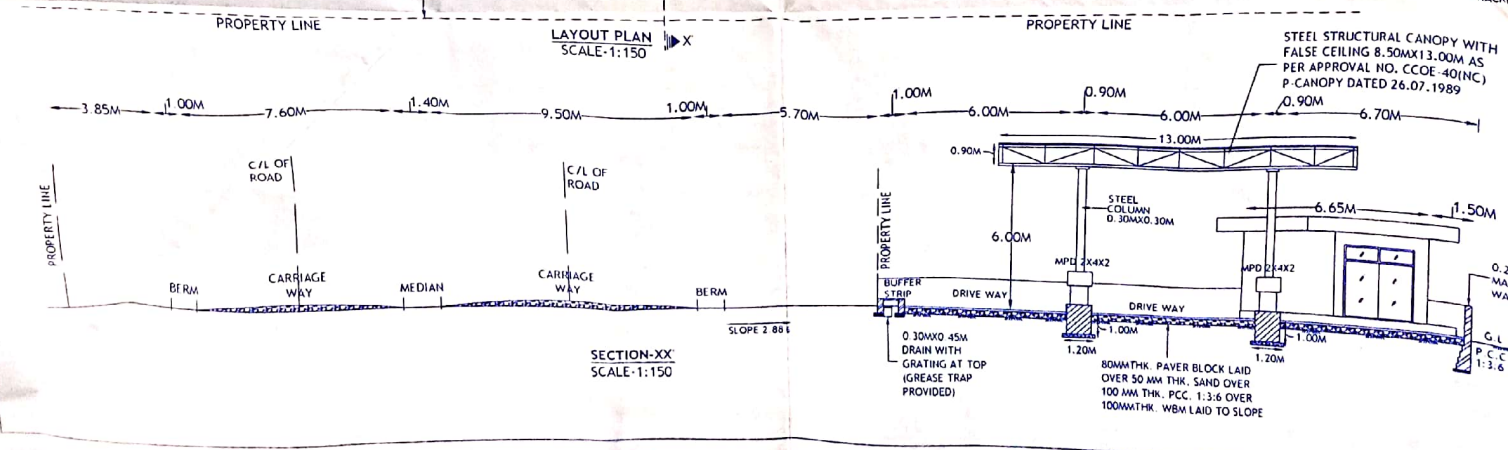 PROPERTY LINE
PROPERTY LINE
LAYOUT PLAN
SCALE-1:150
X'
STEEL STRUCTURAL CANOPY WITH
FALSE CEILING 8.50MX13.00M AS
PER APPROVAL NO. CCOE-40(NC)
P-CANOPY DATED 26.07.1989
3.85M
1.00M
7.60M
1.40M
9.50M
1.00M
5.70M
1.00M
6.00M
0.90M
6.00M
0.90M
6.70M
13.00M
0.90M
C/L OF
ROAD
C/L OF
ROAD
PROPERTY LINE
PROPERTY LINE
STEEL
COLUMN
0.30MX0.30M
6.65M
1.50M
6.00M
MPD 2X4X2
MPD 2X4X2
BERM
CARRIAGE
WAY
MEDIAN
CARRIAGE
WAY
BERM
BUFFER
STRIP
DRIVE WAY
DRIVE WAY
SLOPE 2.88%
1.00M
1.20M
1.00M
1.20M
G.L
P.C.C
1:3:6
SECTION-XX'
SCALE-1:150
0.30MX0.45M
DRAIN WITH
GRATING AT TOP
(GREASE TRAP
PROVIDED)
80MMTHK. PAVER BLOCK LAID
OVER 50 MM THK. SAND OVER
100 MM THK. PCC. 1:3:6 OVER
100MMTHK. WBM LAID TO SLOPE